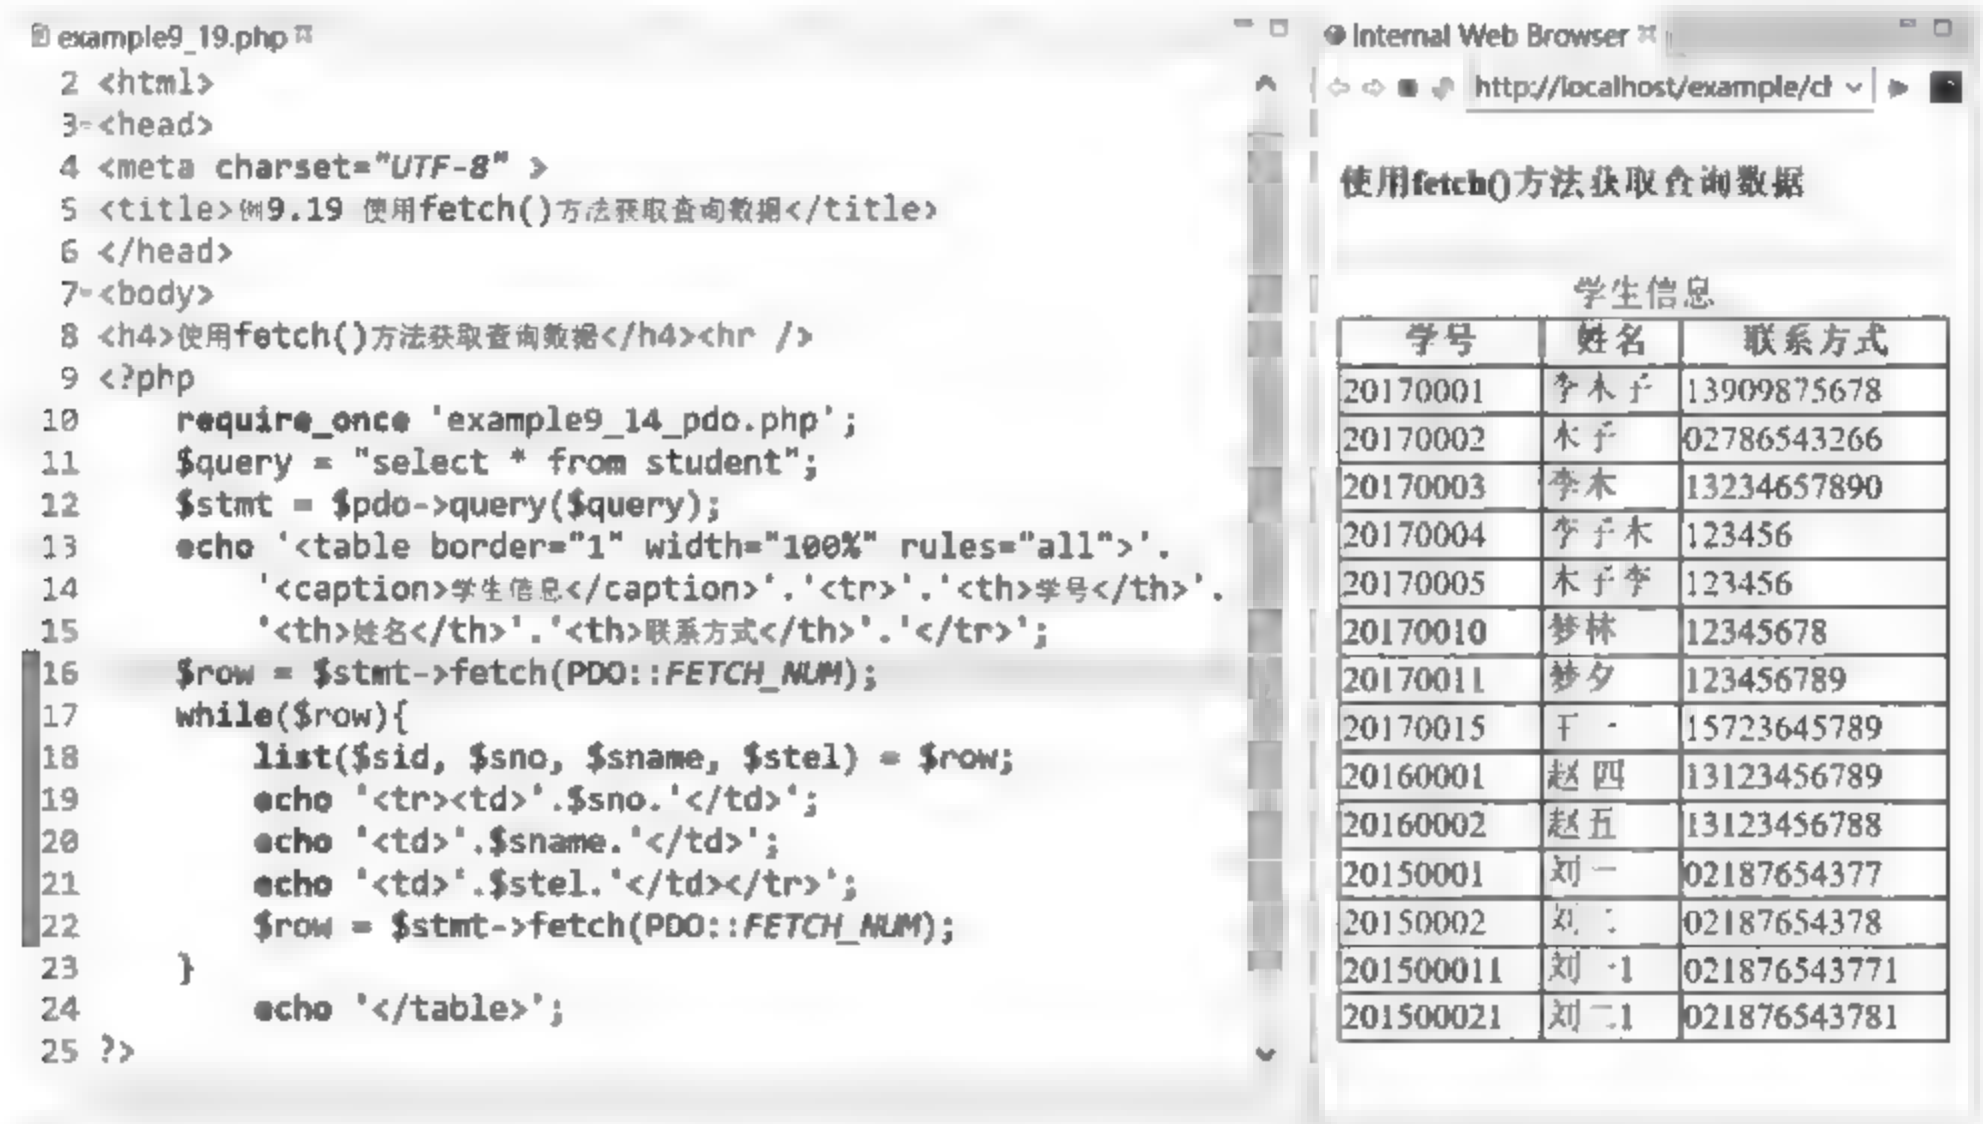 example9_19.php
2 <html>
3 <head>
4 <meta charset="UTF-8" >
5 <title>例9.19 使用fetch()方法获取查询数据</title>
6 </head>
7 <body>
8 <h4>使用fetch()方法获取查询数据</h4><hr />
9 <?php
10 require_once 'example9_14_pdo.php';
11 $query = "select * from student";
12 $stmt = $pdo->query($query);
13 echo '<table border="1" width="100%" rules="all">'.
14 '<caption>学生信息</caption>'.'<tr>'.'<th>学号</th>'.
15 '<th>姓名</th>'.'<th>联系方式</th>'.'</tr>';
16 $row = $stmt->fetch(PDO::FETCH_NUM);
17 while($row){
18 list($sid, $sno, $sname, $stel) = $row;
19 echo '<tr><td>'.$sno.'</td>';
20 echo '<td>'.$sname.'</td>';
21 echo '<td>'.$stel.'</td></tr>';
22 $row = $stmt->fetch(PDO::FETCH_NUM);
23 }
24 echo '</table>';
25 ?>
Internal Web Browser
http://localhost/example/cl
使用fetch()方法获取查询数据
学生信息
学号 姓名 联系方式
20170001 李木子 13909875678
20170002 木子 02786543266
20170003 李木 13234657890
20170004 李子木 123456
20170005 木子李 123456
20170010 梦林 12345678
20170011 梦夕 123456789
20170015 15723645789
20160001 赵四 13123456789
20160002 赵五 13123456788
20150001 刘一 02187654377
20150002 刘二 02187654378
201500011 刘一1 021876543771
201500021 刘二1 021876543781